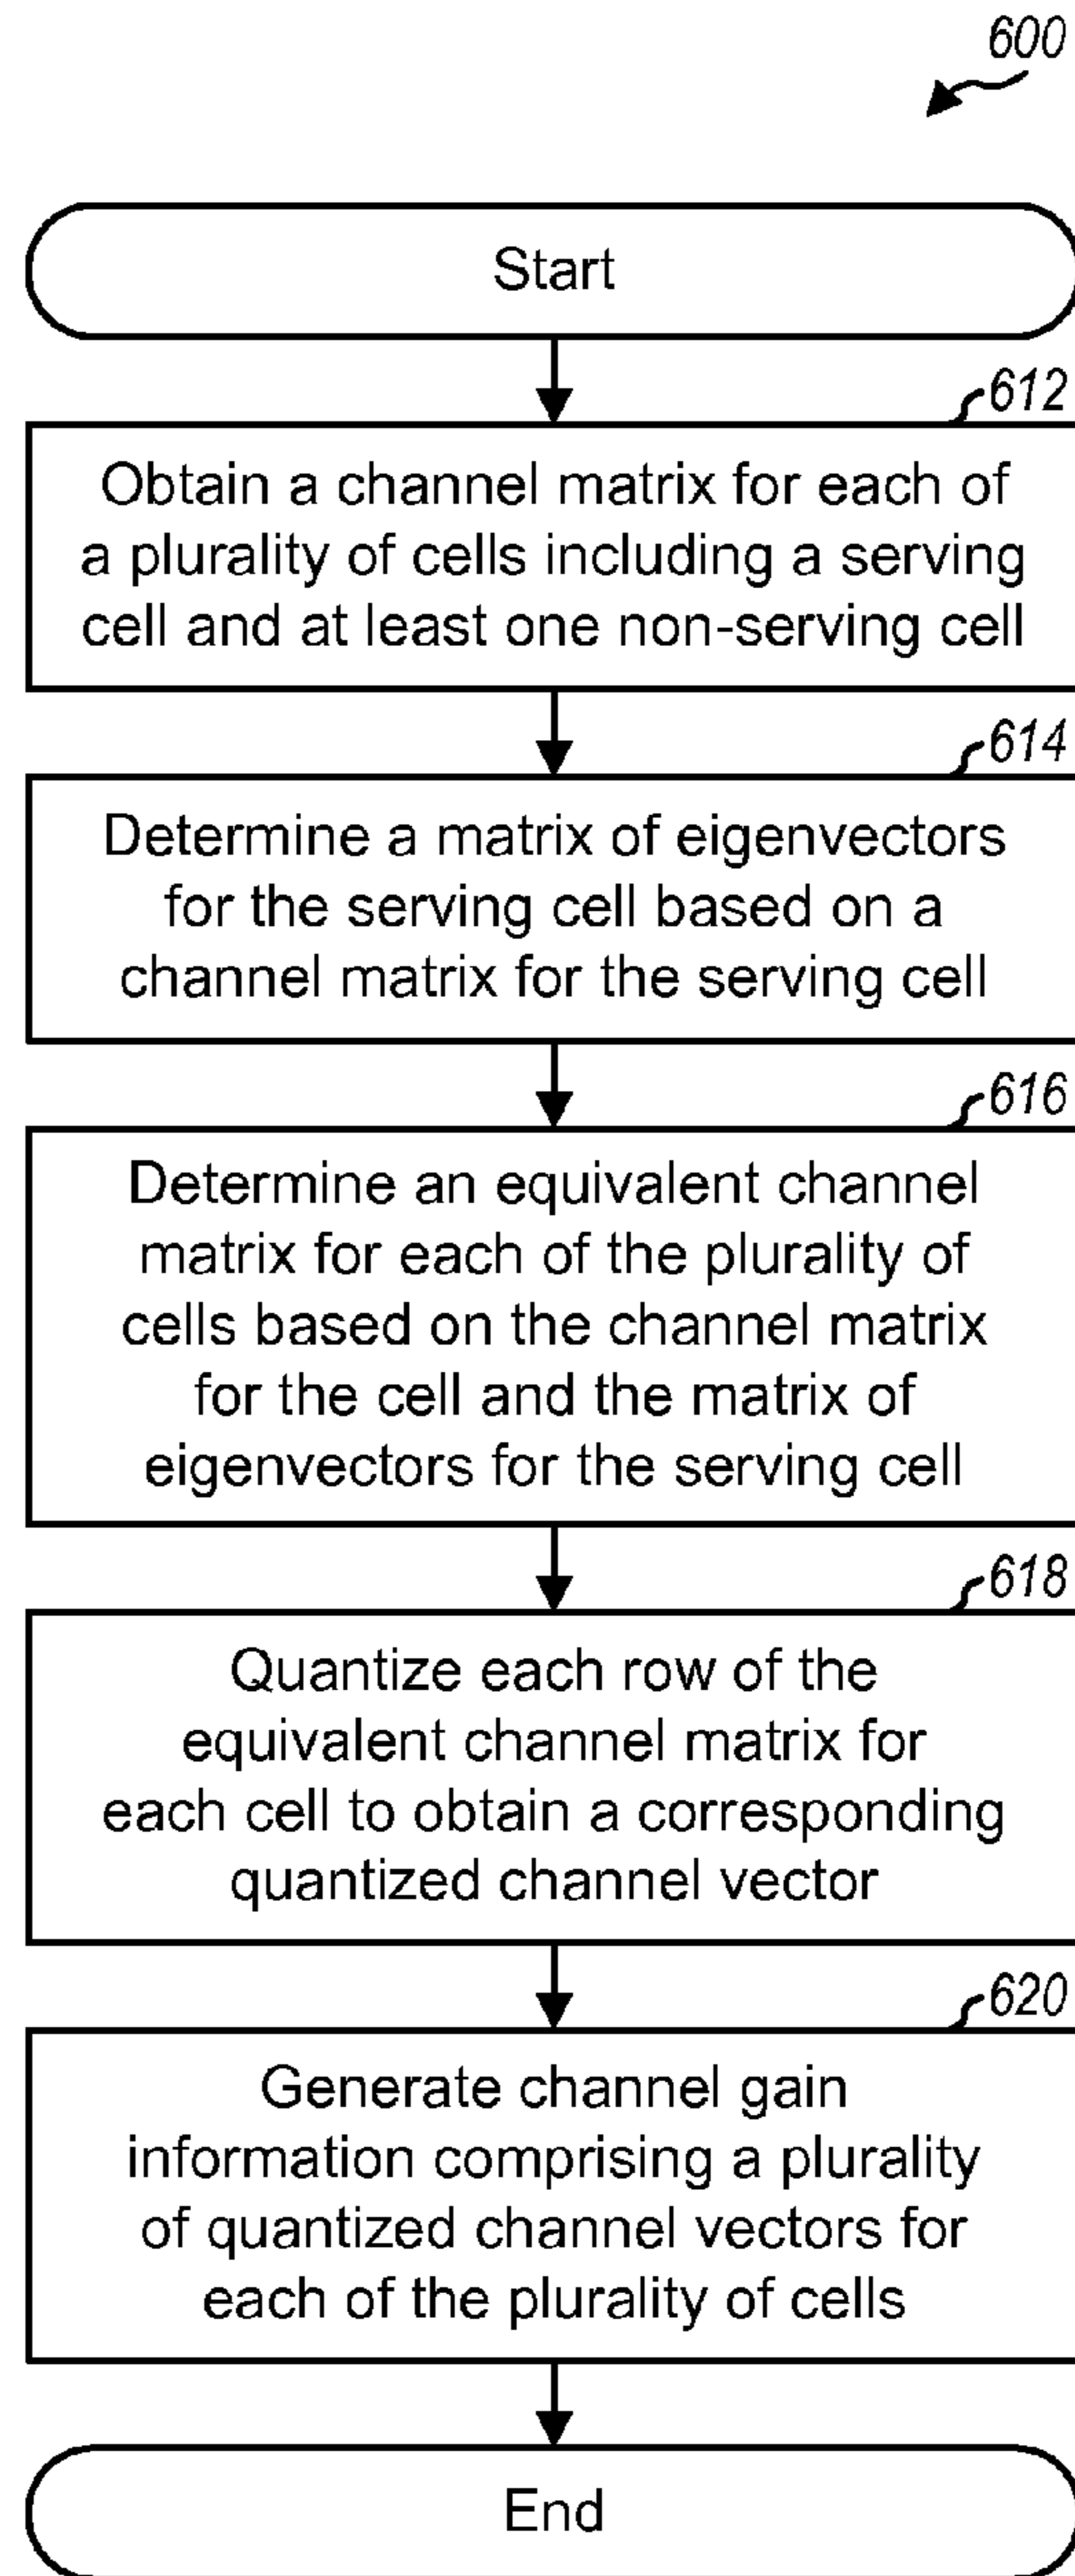 600
Start
612
Obtain a channel matrix for each of
a plurality of cells including a serving
cell and at least one non-serving cell
614
Determine a matrix of eigenvectors
for the serving cell based on a
channel matrix for the serving cell
616
Determine an equivalent channel
matrix for each of the plurality of
cells based on the channel matrix
for the cell and the matrix of
eigenvectors for the serving cell
618
Quantize each row of the
equivalent channel matrix for
each cell to obtain a corresponding
quantized channel vector
620
Generate channel gain
information comprising a plurality
of quantized channel vectors for
each of the plurality of cells
End